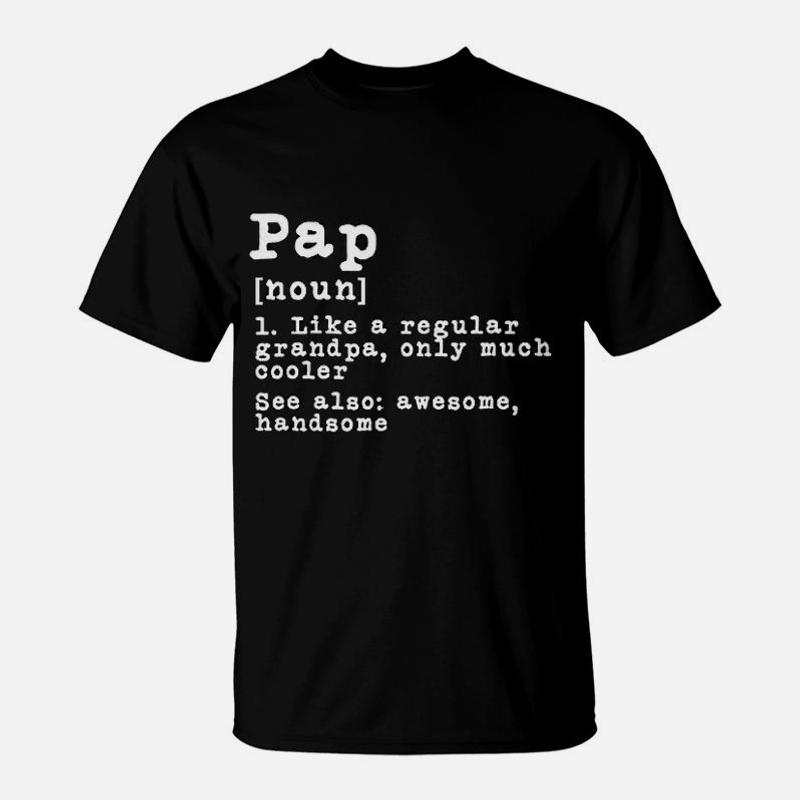 Pap
[noun]
1. Like a regular
grandpa, only much
cooler
See also: awesome,
handsome